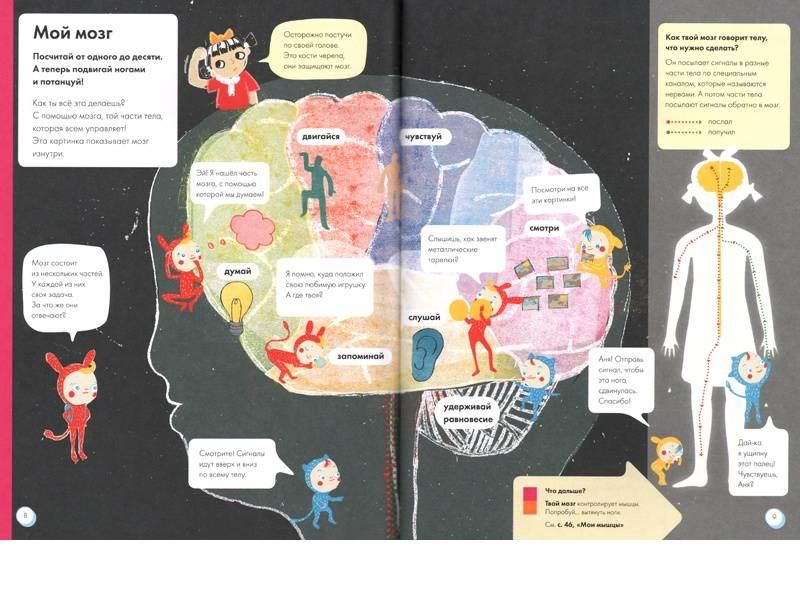 Мой мозг
Посчитай от одного до десяти.
А теперь подвигай ногами
и потанцуй!
Как ты всё это делаешь?
С помощью мозга, той части тела,
которая всем управляет!
Эта картинка показывает мозг
изнутри.
Осторожно постучи
по своей голове.
Это кости черепа,
они защищают мозг.
Эй! Я нашёл часть
мозга, с помощью
которой мы думаем!
двигайся
чувствуй
Мозг состоит
из нескольких частей.
У каждой из них
своя задача.
За что же они
отвечают?
думай
Я помню, куда положил
свою любимую игрушку.
А где твоя?
запоминай
Слышишь, как звенят
металлические
тарелки?
слушай
Посмотри на все
эти картинки!
смотри
удерживай
равновесие
Смотрите! Сигналы
идут вверх и вниз
по всему телу.
Как твой мозг говорит телу,
что нужно сделать?
Он посылает сигналы в разные
части тела по специальным
каналам, которые называются
нервами. А потом части тела
посылают сигналы обратно в мозг.
послал
получил
Аня! Отправь
сигнал, чтобы
эта нога
сдвинулась.
Спасибо!
Дай-ка
я ущипну
этот палец!
Чувствуешь,
Аня?
Что дальше?
Твой мозг контролирует мышцы.
Попробуй... вытянуть ноги.
См. с. 46, «Мои мышцы»
8
9